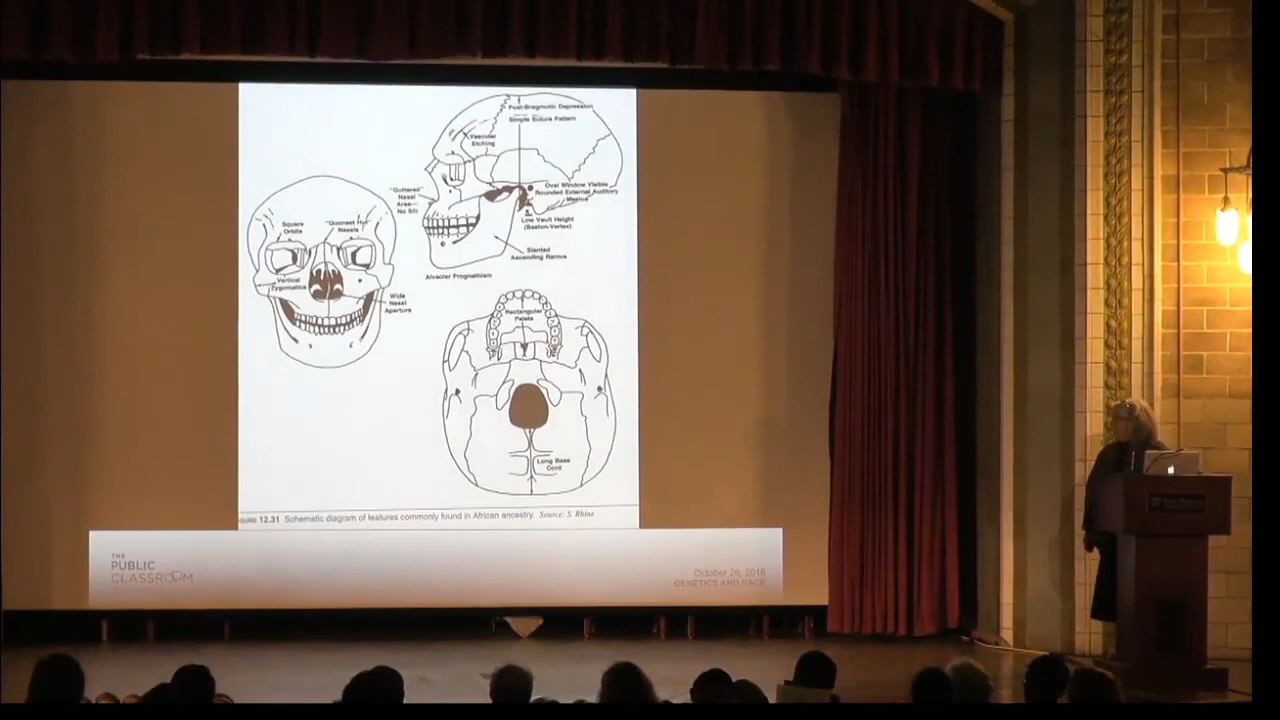 Post-Bregmatic Depression
Simple Suture Pattern
Vascular
Etching
Oval Window Visible
Rounded External Auditory
Meatus
"Guttered"
Nasal
Area—
No Sill
Low Vault Height
(Basion-Vertex)
Slanted
Ascending Ramus
Alveolar Prognathism
Square
Orbits
"Quonset Hut"
Nasals
Vertical
Zygomatics
Wide
Nasal
Aperture
Rectangular
Palate
Long Base
Cord
12.31 Schematic diagram of features commonly found in African ancestry. Source: S. Rhine
THE
PUBLIC
CLASSROOM
October 26, 2016
GENETICS AND RACE